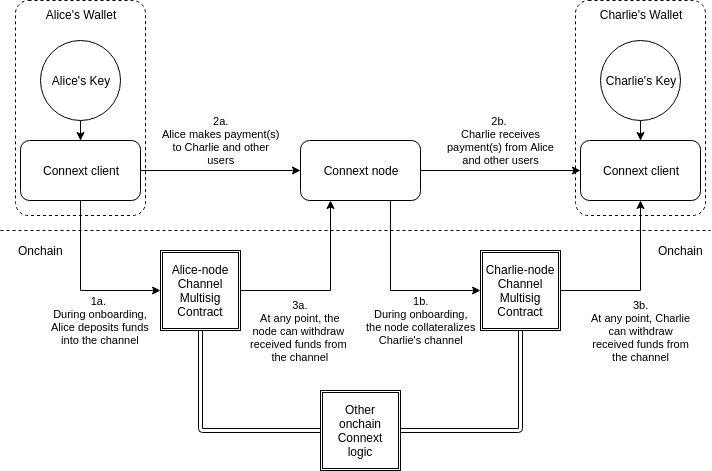 Alice's Wallet
Charlie's Wallet
Alice's Key
Charlie's Key
2a.
Alice makes payment(s)
to Charlie and other
users
2b.
Charlie receives
payment(s) from Alice
and other users
Connext client
Connext node
Connext client
Onchain
Onchain
Alice-node
Channel
Multisig
Contract
Charlie-node
Channel
Multisig
Contract
1a.
During onboarding,
Alice deposits funds
into the channel
3a.
At any point, the
node can withdraw
received funds from
the channel
1b.
During onboarding,
the node collateralizes
Charlie's channel
3b.
At any point, Charlie
can withdraw
received funds from
the channel
Other
onchain
Connext
logic